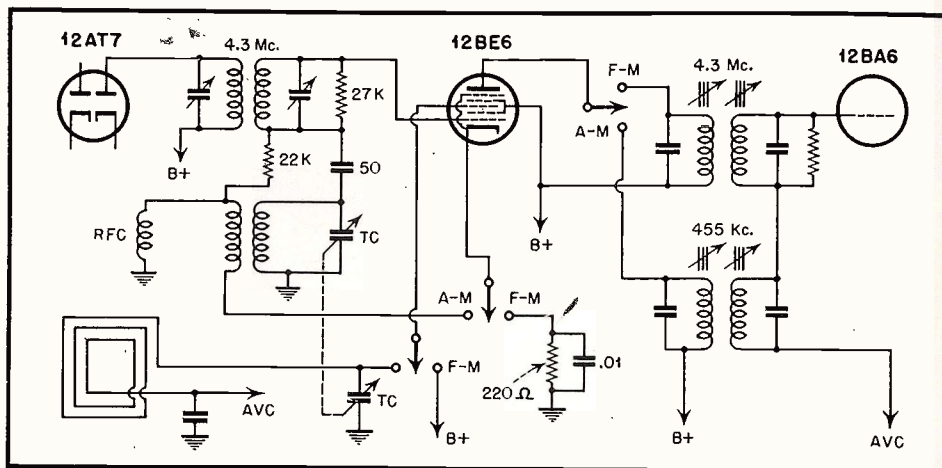 12AT7
4.3 Mc.
12BE6
12BA6
4.3 Mc.
F-M
27K
A-M
22K
50
B+
RFC
TC
B+
455 Kc.
A-M
F-M
.01
220Ω
F-M
AVC
TC
B+
B+
AVC